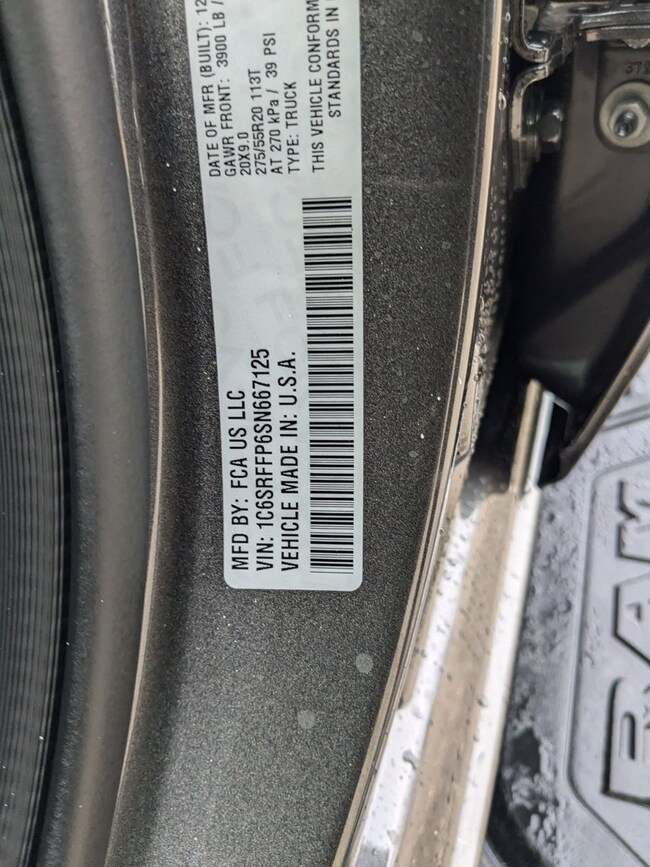 MFD BY: FCA US LLC
VIN: 1C6SRFFP6SN667125
VEHICLE MADE IN: U.S.A.
DATE OF MFR (BUILT): 12
GAWR FRONT: 3900 LB /
20X9.0
275/55R20 113T
AT 270 kPa / 39 PSI
TYPE: TRUCK
THIS VEHICLE CONFORM
STANDARDS IN
RAM